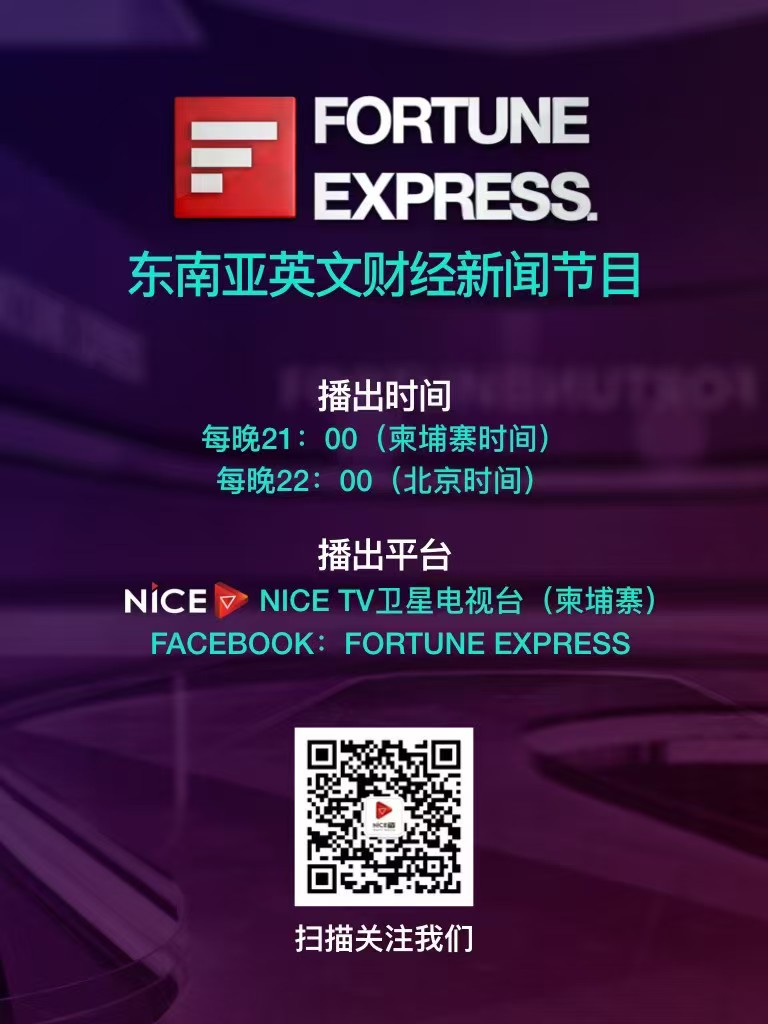 FORTUNE
EXPRESS.
东南亚英文财经新闻节目
播出时间
每晚21：00（柬埔寨时间）
每晚22：00（北京时间）
播出平台
NICE NICE TV卫星电视台（柬埔寨）
FACEBOOK：FORTUNE EXPRESS
NICE
扫描关注我们